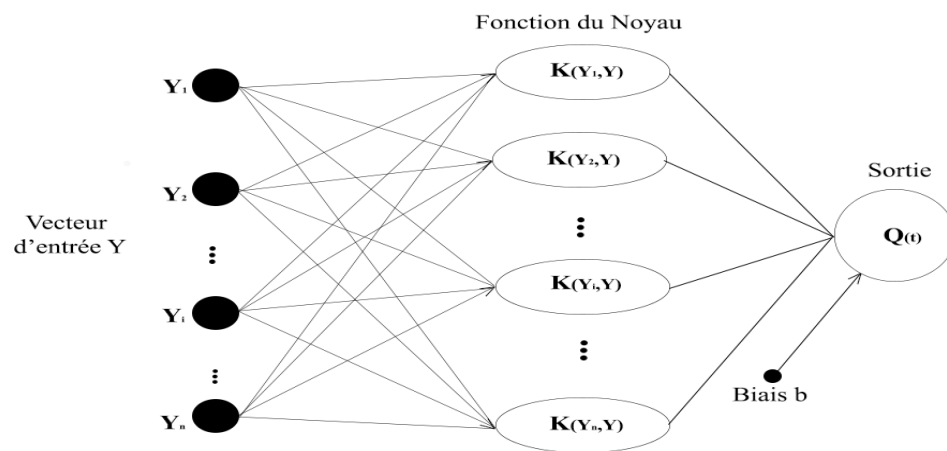 Fonction du Noyau
Y₁
K(Y₁,Y)
Y₂
K(Y₂,Y)
Sortie
Vecteur
d'entrée Y
Q(t)
Yᵢ
K(Yᵢ,Y)
Biais b
Yₙ
K(Yₙ,Y)